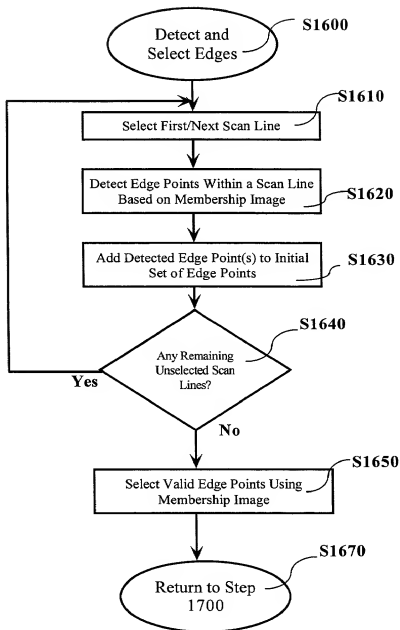 Detect and
Select Edges
S1600
S1610
Select First/Next Scan Line
Detect Edge Points Within a Scan Line
Based on Membership Image
S1620
Add Detected Edge Point(s) to Initial
Set of Edge Points
S1630
S1640
Any Remaining
Unselected Scan
Lines?
Yes
No
S1650
Select Valid Edge Points Using
Membership Image
S1670
Return to Step
1700